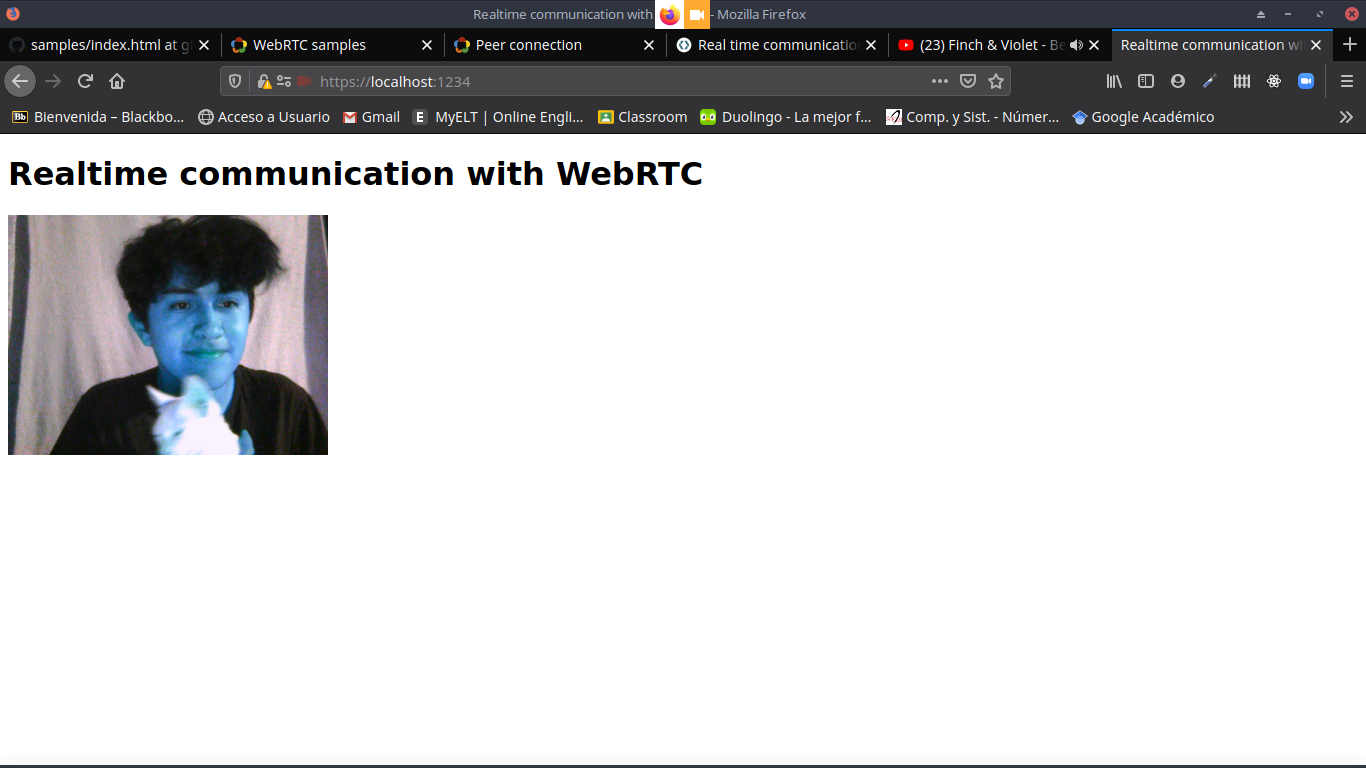 Realtime communication with - Mozilla Firefox
samples/index.html at g
WebRTC samples
Peer connection
Real time communicatio
(23) Finch & Violet - Be
Realtime communication wi
https://localhost:1234
Bb Bienvenida – Blackbo...
Acceso a Usuario
Gmail
E MyELT | Online Engli...
Classroom
Duolingo - La mejor f...
Comp. y Sist. - Númer...
Google Académico
Realtime communication with WebRTC